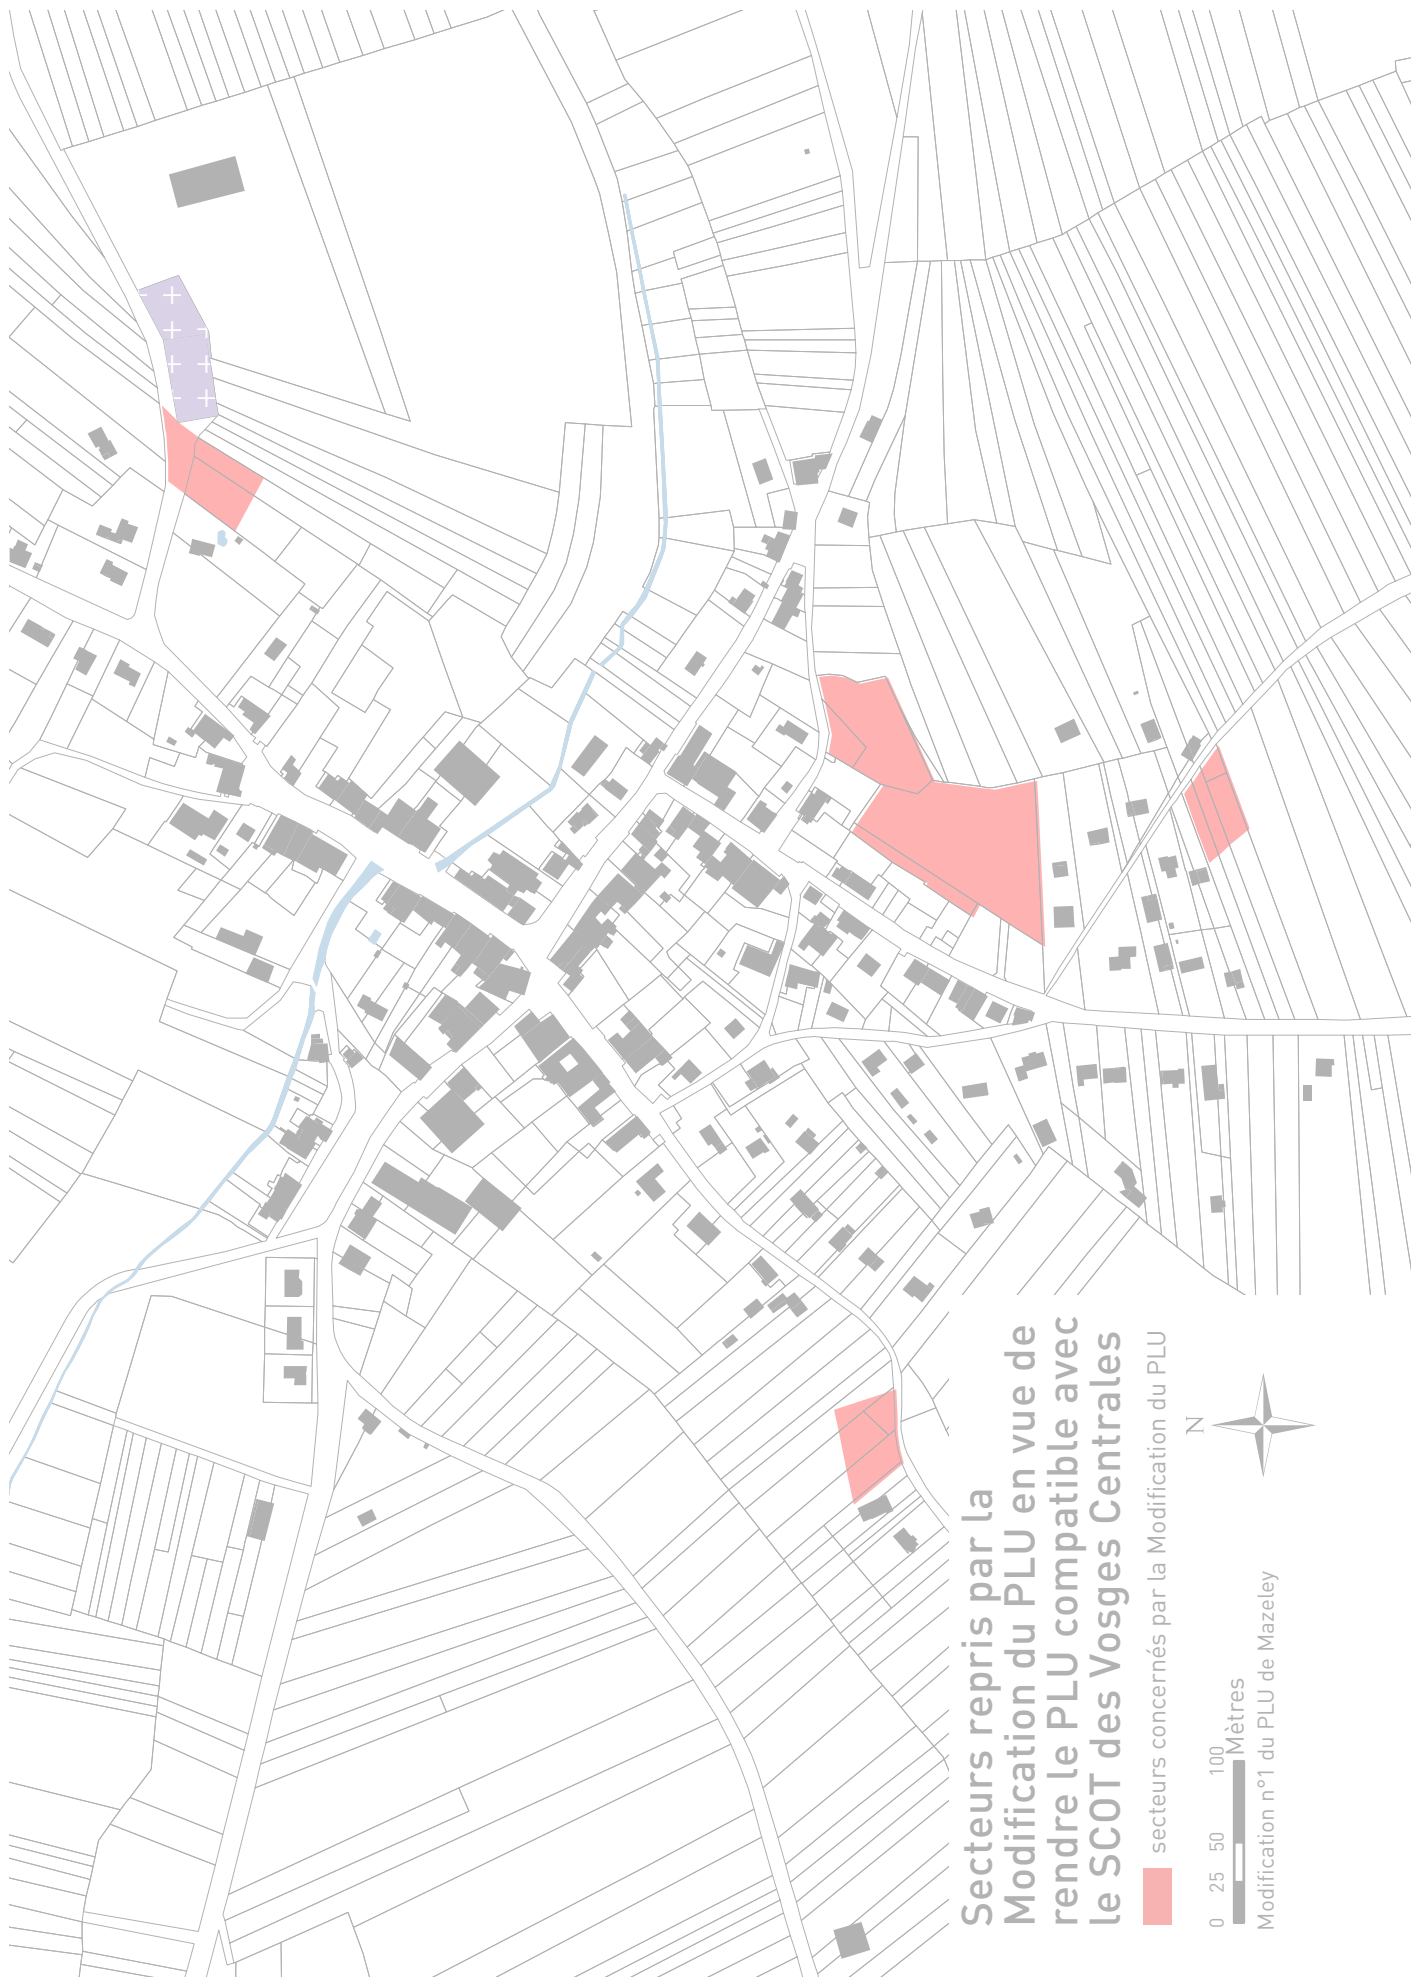 Secteurs repris par la
Modification du PLU en vue de
rendre le PLU compatible avec
le SCOT des Vosges Centrales
secteurs concernés par la Modification du PLU
N
0 25 50 100
Mètres
Modification n°1 du PLU de Mazeley